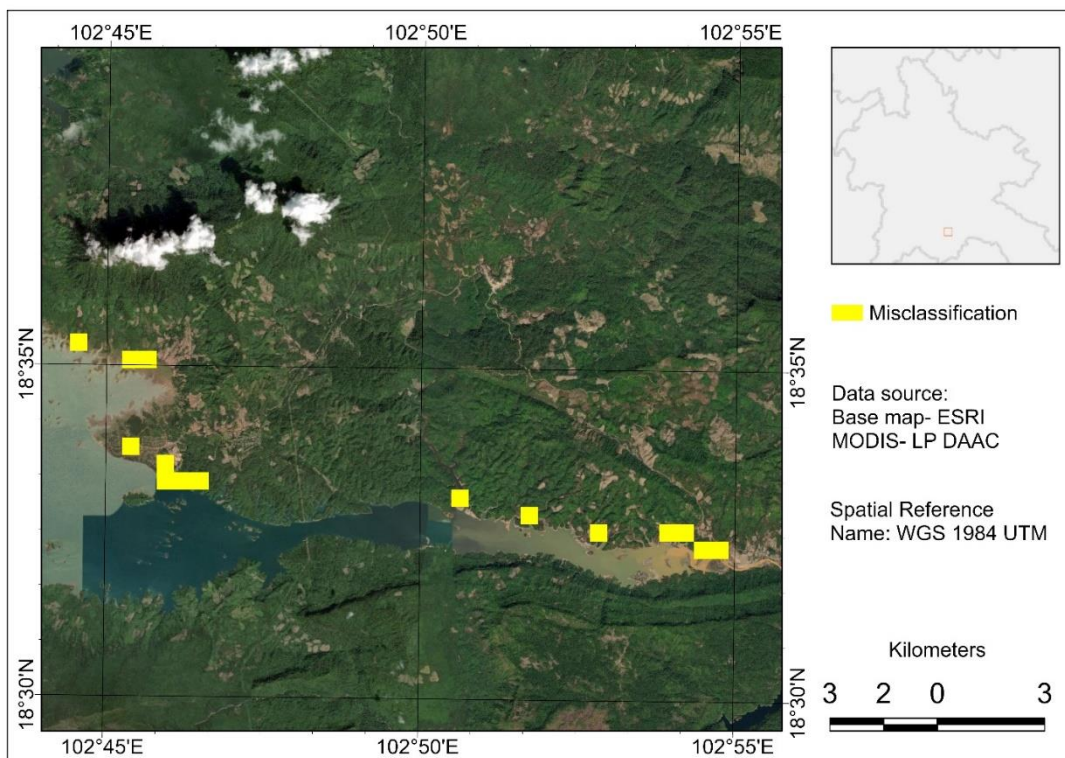 102°45'E 102°50'E 102°55'E
18°35'N
18°35'N
18°30'N
18°30'N
102°45'E 102°50'E 102°55'E
Misclassification
Data source:
Base map- ESRI
MODIS- LP DAAC
Spatial Reference
Name: WGS 1984 UTM
Kilometers
3 2 0 3